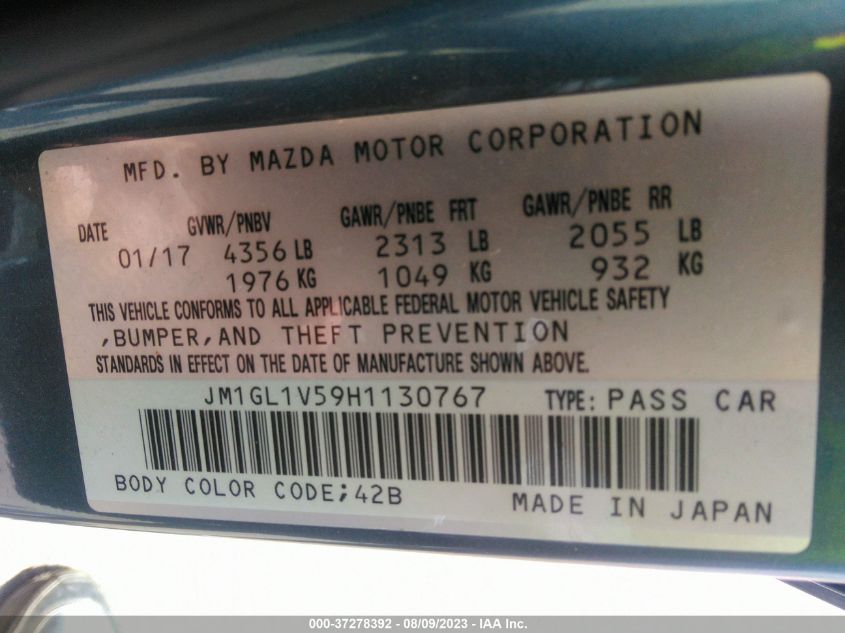 MFD. BY MAZDA MOTOR CORPORATION
DATE GVWR/PNBV GAWR/PNBE FRT GAWR/PNBE RR
01/17 4356 LB 2313 LB 2055 LB
1976 KG 1049 KG 932 KG
THIS VEHICLE CONFORMS TO ALL APPLICABLE FEDERAL MOTOR VEHICLE SAFETY
,BUMPER,AND THEFT PREVENTION
STANDARDS IN EFFECT ON THE DATE OF MANUFACTURE SHOWN ABOVE.
JM1GL1V59H1130767 TYPE: PASS CAR
BODY COLOR CODE;42B MADE IN JAPAN
000-37278392 - 08/09/2023 - IAA Inc.